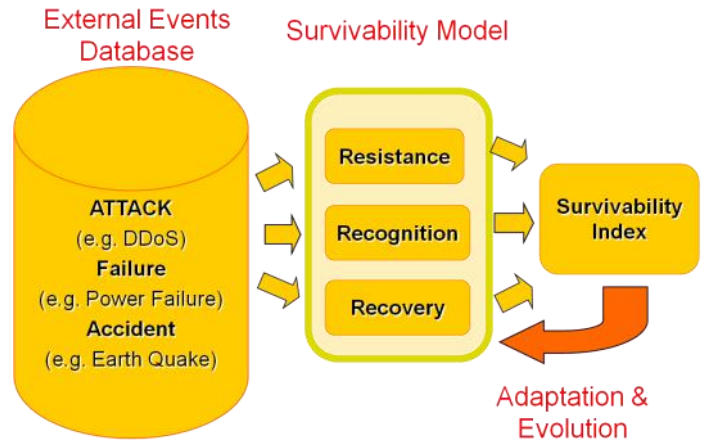 External Events
Database
Survivability Model
ATTACK
(e.g. DDoS)
Failure
(e.g. Power Failure)
Accident
(e.g. Earth Quake)
Resistance
Recognition
Recovery
Survivability
Index
Adaptation &
Evolution